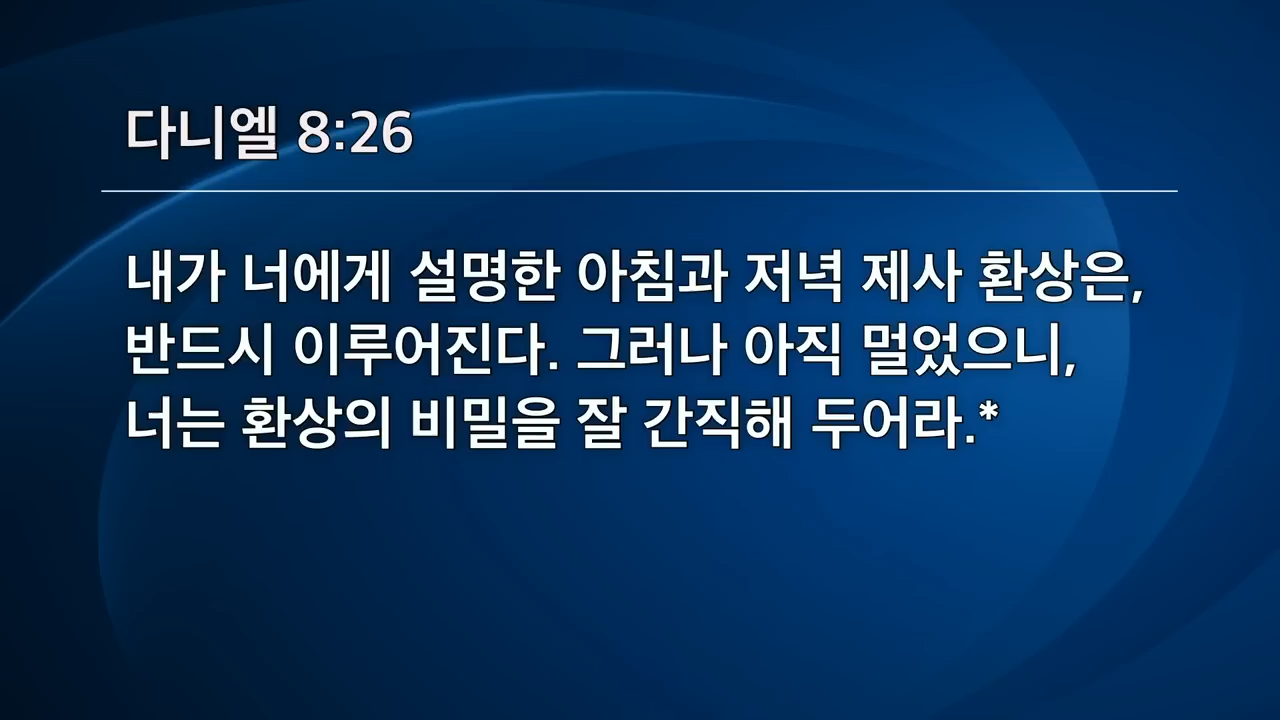 다니엘 8:26
내가 너에게 설명한 아침과 저녁 제사 환상은,
반드시 이루어진다. 그러나 아직 멀었으니,
너는 환상의 비밀을 잘 간직해 두어라.*